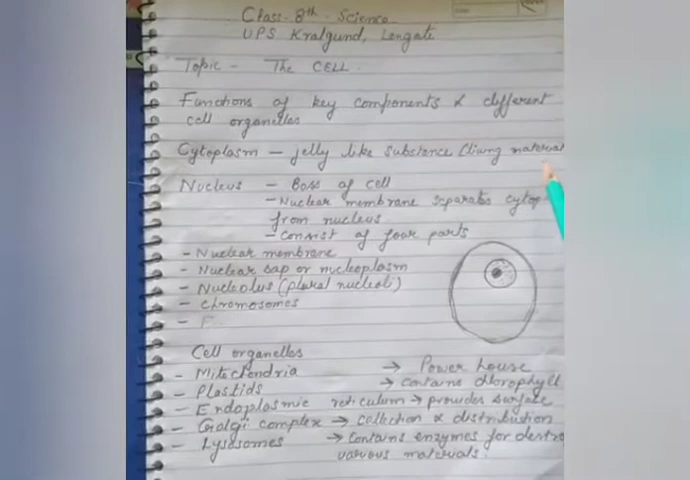 Class- 8th - Science
UPS Kralgund, Langate
Topic - The CELL.
Functions of key components & different
cell organelles
Cytoplasm - jelly like substance (living material
Nucleus - Boss of cell
- Nuclear membrane separates cytop
from nucleus.
- Consist of four parts
- Nuclear membrane
- Nuclear sap or nucleoplasm
- Nucleolus (plural nucleoli)
- Chromosomes
Cell organelles
- Mitochondria → Power house
- Plastids → contains chlorophyll
- Endoplasmic reticulum → provides surface
- Golgi complex → collection & distribution
- Lysosomes → contains enzymes for destro
various materials.